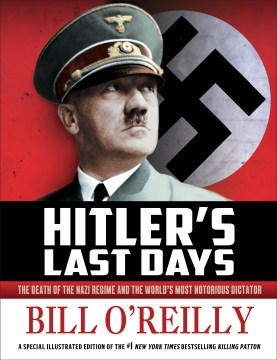 HITLER'S
LAST DAYS
THE DEATH OF THE NAZI REGIME AND THE WORLD'S MOST NOTORIOUS DICTATOR
BILL O'REILLY
A SPECIAL ILLUSTRATED EDITION OF THE #1 NEW YORK TIMES BESTSELLING KILLING PATTON